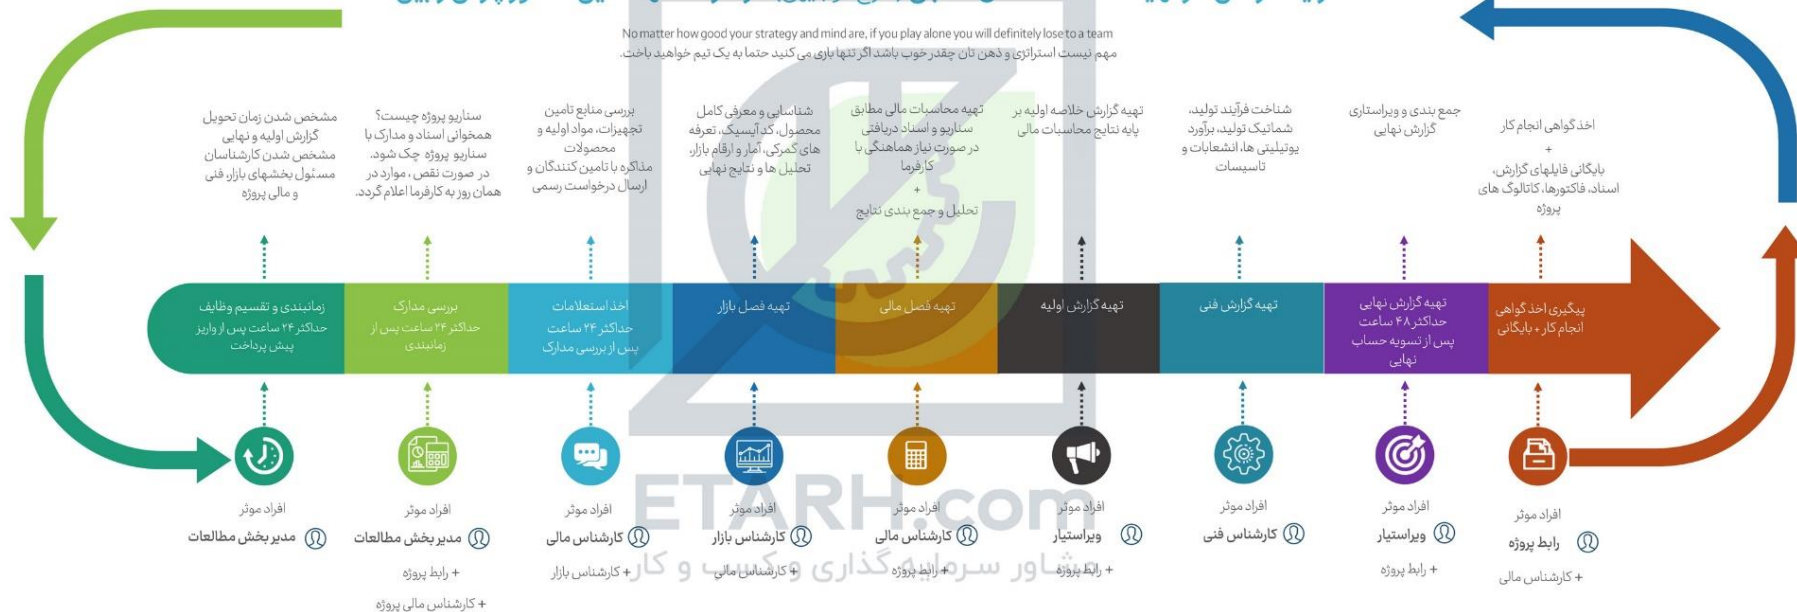 No matter how good your strategy and mind are, if you play alone you will definitely lose to a team
مهم نیست استراتژی و ذهن تان چقدر خوب باشد اگر تنها بازی می کنید حتما به یک تیم خواهید باخت.
مشخص شدن زمان تحویل
گزارش اولیه و نهایی
مشخص شدن کارشناسان
مسئول بخشهای بازار، فنی
و مالی پروژه
سناریو پروژه چیست؟
همخوانی اسناد و مدارک با
سناریو پروژه چک شود.
در صورت نقص، موارد در
همان روز به کارفرما اعلام گردد.
بررسی منابع تامین
تجهیزات، مواد اولیه و
محصولات
مذاکره با تامین کنندگان و
ارسال درخواست رسمی
شناسایی و معرفی کامل
محصول، کد آیسیک، تعرفه
های گمرکی، آمار و ارقام بازار،
تحلیل ها و نتایج نهایی
تهیه محاسبات مالی مطابق
سناریو و اسناد دریافتی
در صورت نیاز هماهنگی با
کارفرما
+
تحلیل و جمع بندی نتایج
تهیه گزارش خلاصه اولیه بر
پایه نتایج محاسبات مالی
شناخت فرآیند تولید،
شماتیک تولید، برآورد
یوتیلیتی ها، انشعابات و
تاسیسات
جمع بندی و ویراستاری
گزارش نهایی
اخذ گواهی انجام کار
+
بایگانی فایلهای گزارش،
اسناد، فاکتورها، کاتالوگ های
پروژه
زمانبندی و تقسیم وظایف
حداکثر ۲۴ ساعت پس از واریز
پیش پرداخت
بررسی مدارک
حداکثر ۲۴ ساعت پس از
زمانبندی
اخذ استعلامات
حداکثر ۲۴ ساعت
پس از بررسی مدارک
تهیه فصل بازار
تهیه فصل مالی
تهیه گزارش اولیه
تهیه گزارش فنی
تهیه گزارش نهایی
حداکثر ۴۸ ساعت
پس از تسویه حساب
نهایی
پیگیری اخذ گواهی
انجام کار + بایگانی
افراد موثر
مدیر بخش مطالعات
افراد موثر
مدیر بخش مطالعات
+ رابط پروژه
+ کارشناس مالی پروژه
افراد موثر
کارشناس مالی
+ کارشناس بازار
افراد موثر
کارشناس بازار
+ کارشناس مالی
افراد موثر
کارشناس مالی
+ رابط پروژه
افراد موثر
ویراستیار
+ رابط پروژه
افراد موثر
کارشناس فنی
افراد موثر
ویراستیار
+ رابط پروژه
افراد موثر
رابط پروژه
+ کارشناس مالی
ETARH.com
مشاور سرمایه گذاری و کسب و کار